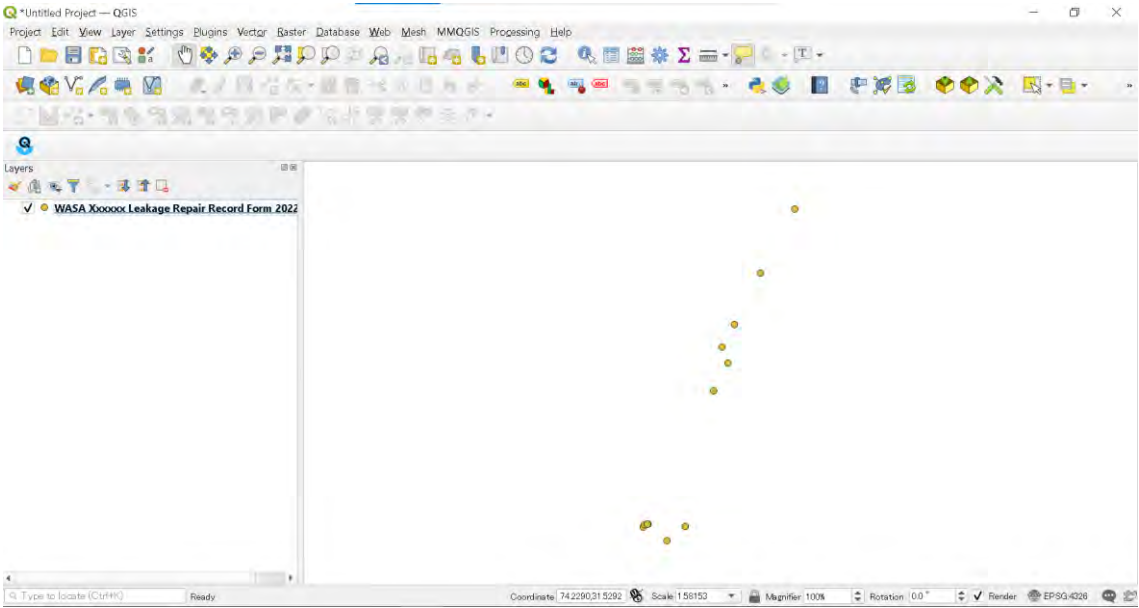 *Untitled Project — QGIS
Project Edit View Layer Settings Plugins Vector Raster Database Web Mesh MMQGIS Processing Help
Layers
WASA Xxxxxx Leakage Repair Record Form 2022
Type to locate (Ctrl+K) Ready Coordinate 74.2290,31.5292 Scale 1:58153 Magnifier 100% Rotation 0.0 ° Render EPSG:4326